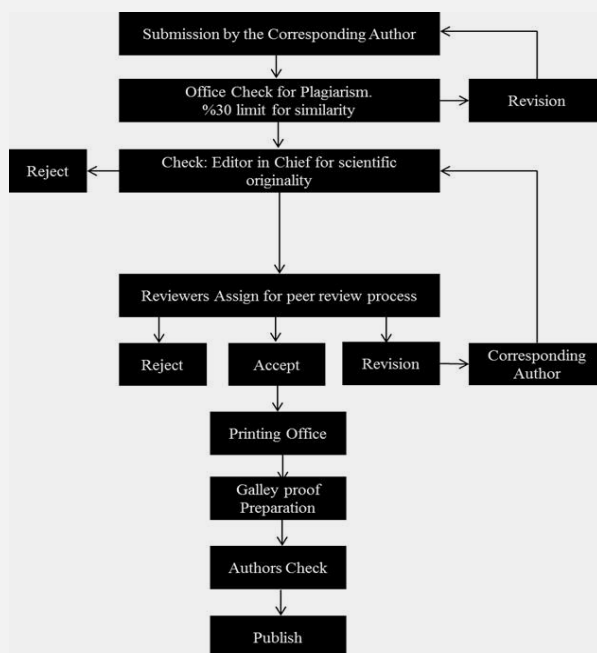 Submission by the Corresponding Author
Office Check for Plagiarism.
%30 limit for similarity
Revision
Reject
Check: Editor in Chief for scientific
originality
Reviewers Assign for peer review process
Reject
Accept
Revision
Corresponding
Author
Printing Office
Galley proof
Preparation
Authors Check
Publish